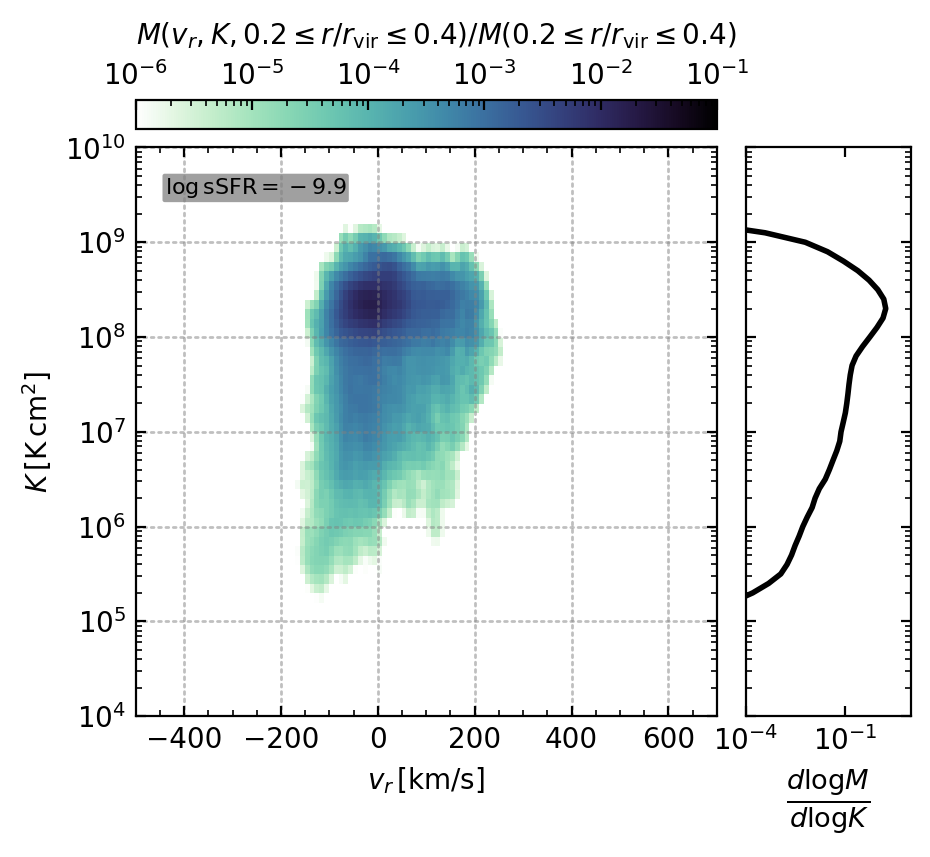 M(v_r, K, 0.2 ≤ r/r_vir ≤ 0.4)/M(0.2 ≤ r/r_vir ≤ 0.4)
10^−6 10^−5 10^−4 10^−3 10^−2 10^−1
10^10
log sSFR = −9.9
10^9
10^8
10^7
10^6
10^5
10^4
K [K cm^2]
−400 −200 0 200 400 600
v_r [km/s]
10^−4 10^−1
dlogM
dlogK